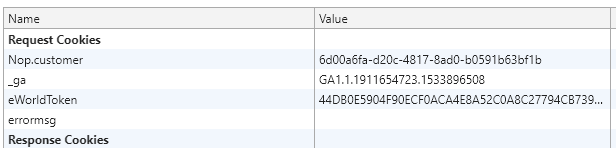 Name Value
Request Cookies
Nop.customer 6d00a6fa-d20c-4817-8ad0-b0591b63bf1b
_ga GA1.1.1911654723.1533896508
eWorldToken 44DB0E5904F90ECF0ACA4E8A52C0A8C27794CB739...
errormsg
Response Cookies